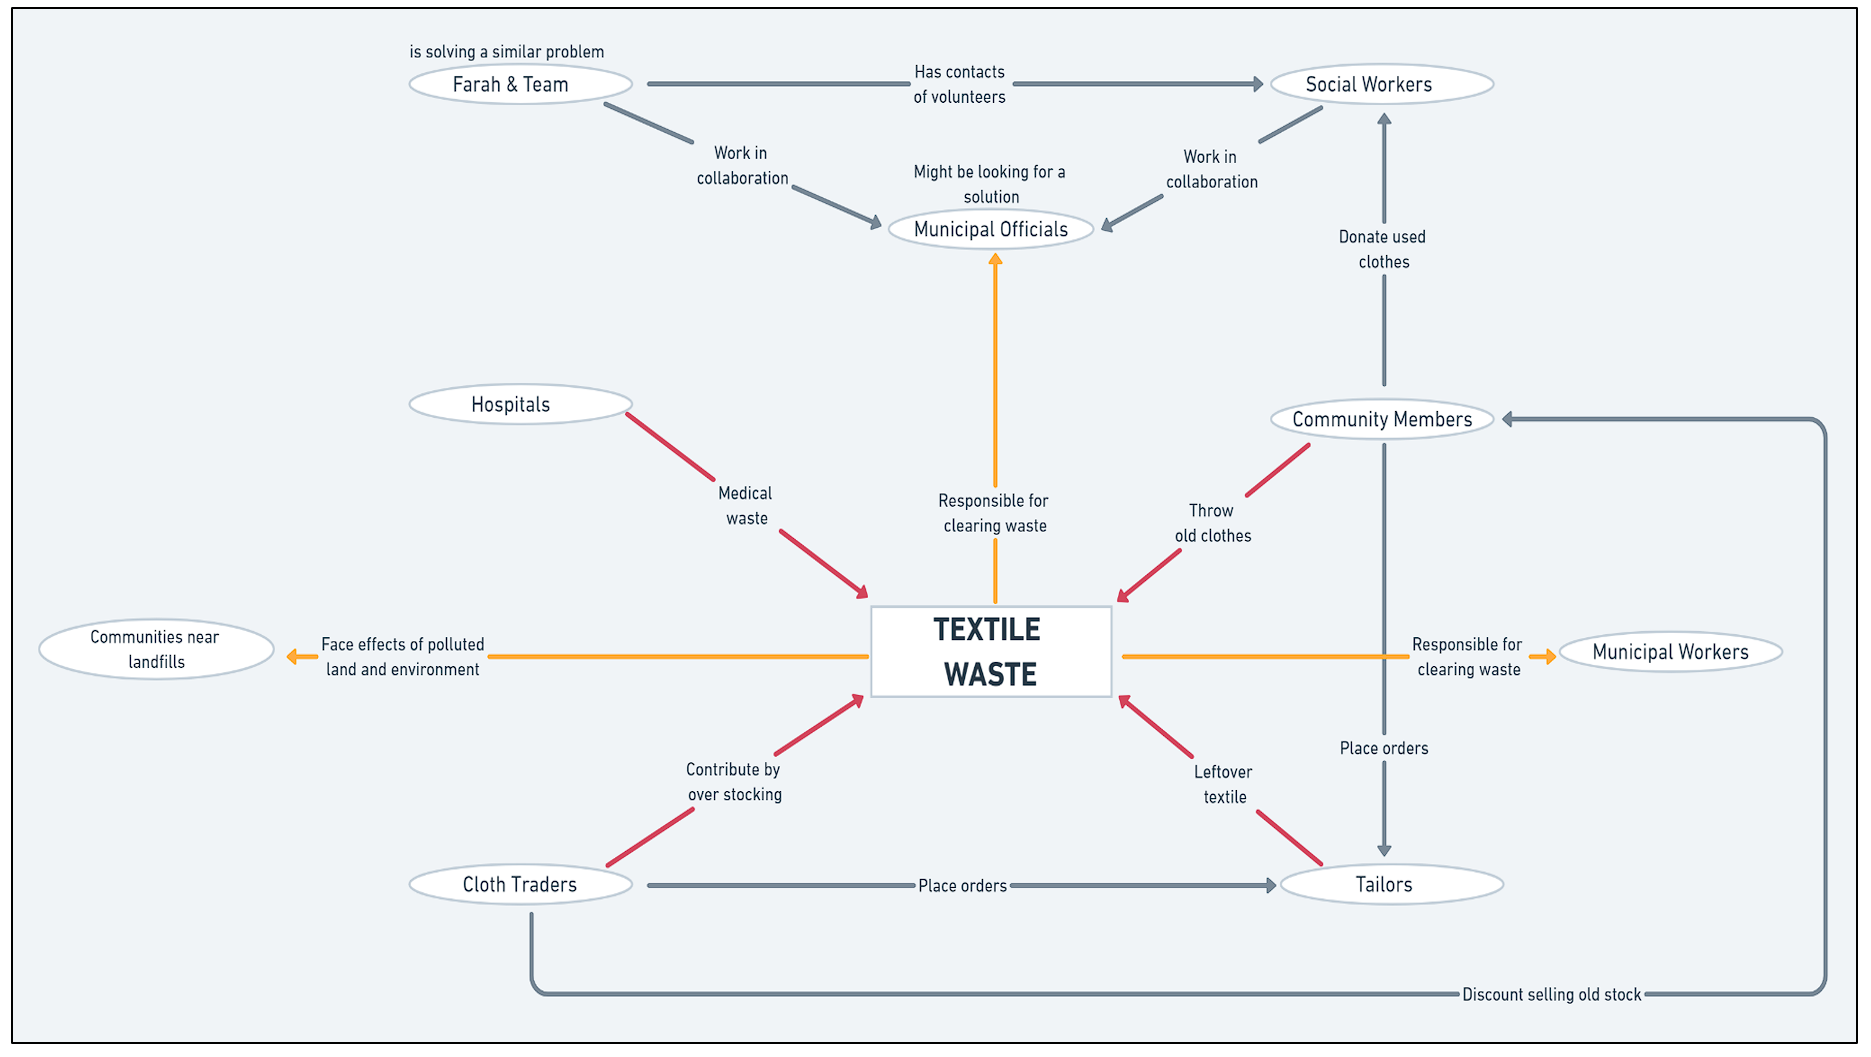 is solving a similar problem
Farah & Team
Has contacts
of volunteers
Social Workers
Work in
collaboration
Might be looking for a
solution
Municipal Officials
Work in
collaboration
Donate used
clothes
Hospitals
Community Members
Medical
waste
Responsible for
clearing waste
Throw
old clothes
Communities near
landfills
Face effects of polluted
land and environment
TEXTILE
WASTE
Responsible for
clearing waste
Municipal Workers
Place orders
Contribute by
over stocking
Leftover
textile
Cloth Traders
Place orders
Tailors
Discount selling old stock